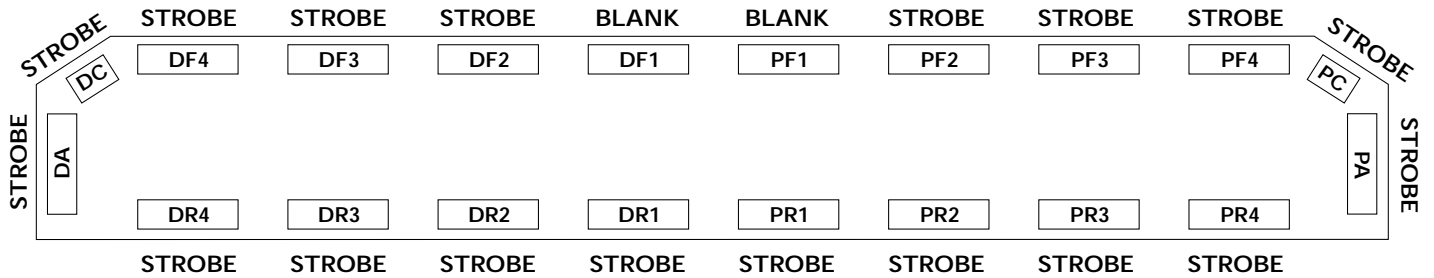 STROBE STROBE STROBE STROBE BLANK BLANK STROBE STROBE STROBE STROBE
DC DF4 DF3 DF2 DF1 PF1 PF2 PF3 PF4 PC
STROBE DA PA STROBE
DR4 DR3 DR2 DR1 PR1 PR2 PR3 PR4
STROBE STROBE STROBE STROBE STROBE STROBE STROBE STROBE